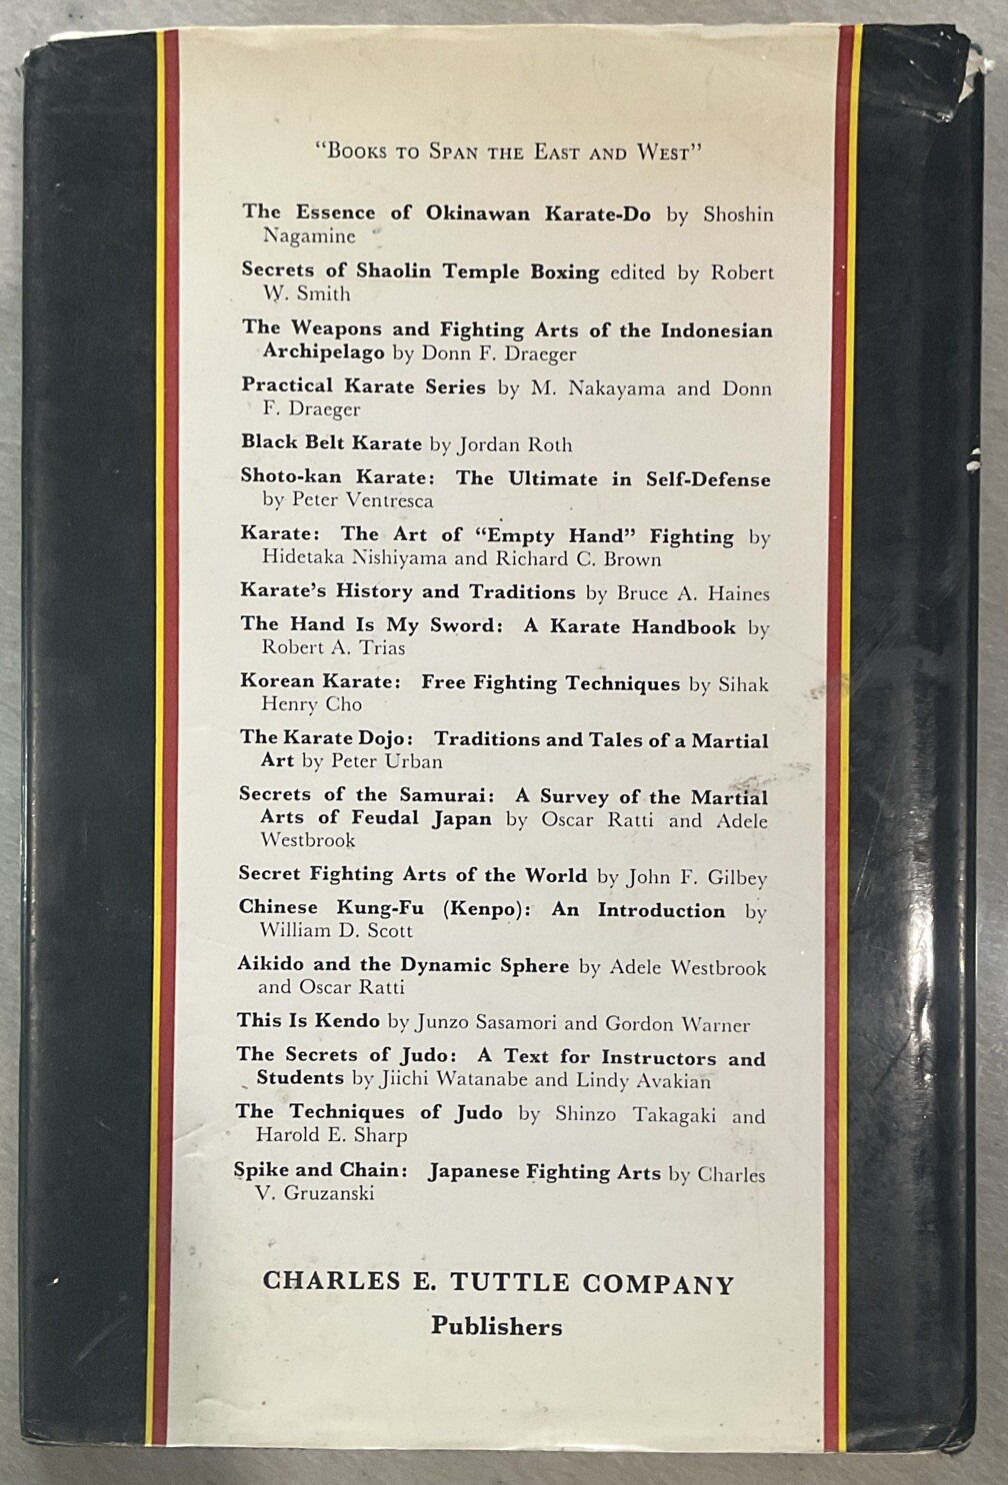 “Books to Span the East and West”
The Essence of Okinawan Karate-Do by Shoshin
Nagamine
Secrets of Shaolin Temple Boxing edited by Robert
W. Smith
The Weapons and Fighting Arts of the Indonesian
Archipelago by Donn F. Draeger
Practical Karate Series by M. Nakayama and Donn
F. Draeger
Black Belt Karate by Jordan Roth
Shoto-kan Karate: The Ultimate in Self-Defense
by Peter Ventresca
Karate: The Art of “Empty Hand” Fighting by
Hidetaka Nishiyama and Richard C. Brown
Karate’s History and Traditions by Bruce A. Haines
The Hand Is My Sword: A Karate Handbook by
Robert A. Trias
Korean Karate: Free Fighting Techniques by Sihak
Henry Cho
The Karate Dojo: Traditions and Tales of a Martial
Art by Peter Urban
Secrets of the Samurai: A Survey of the Martial
Arts of Feudal Japan by Oscar Ratti and Adele
Westbrook
Secret Fighting Arts of the World by John F. Gilbey
Chinese Kung-Fu (Kenpo): An Introduction by
William D. Scott
Aikido and the Dynamic Sphere by Adele Westbrook
and Oscar Ratti
This Is Kendo by Junzo Sasamori and Gordon Warner
The Secrets of Judo: A Text for Instructors and
Students by Jiichi Watanabe and Lindy Avakian
The Techniques of Judo by Shinzo Takagaki and
Harold E. Sharp
Spike and Chain: Japanese Fighting Arts by Charles
V. Gruzanski
CHARLES E. TUTTLE COMPANY
Publishers